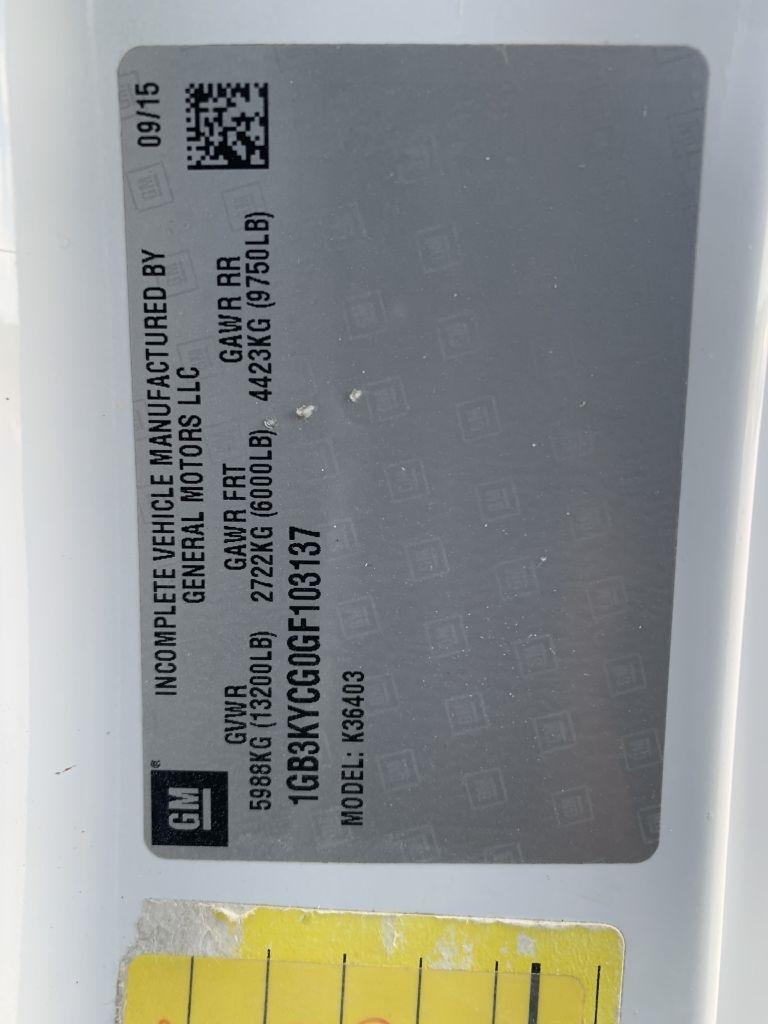 GM®
INCOMPLETE VEHICLE MANUFACTURED BY 09/15
GENERAL MOTORS LLC
GVWR GAWR FRT GAWR RR
5988KG (13200LB) 2722KG (6000LB) 4423KG (9750LB)
1GB3KYCG0GF103137
MODEL: K36403